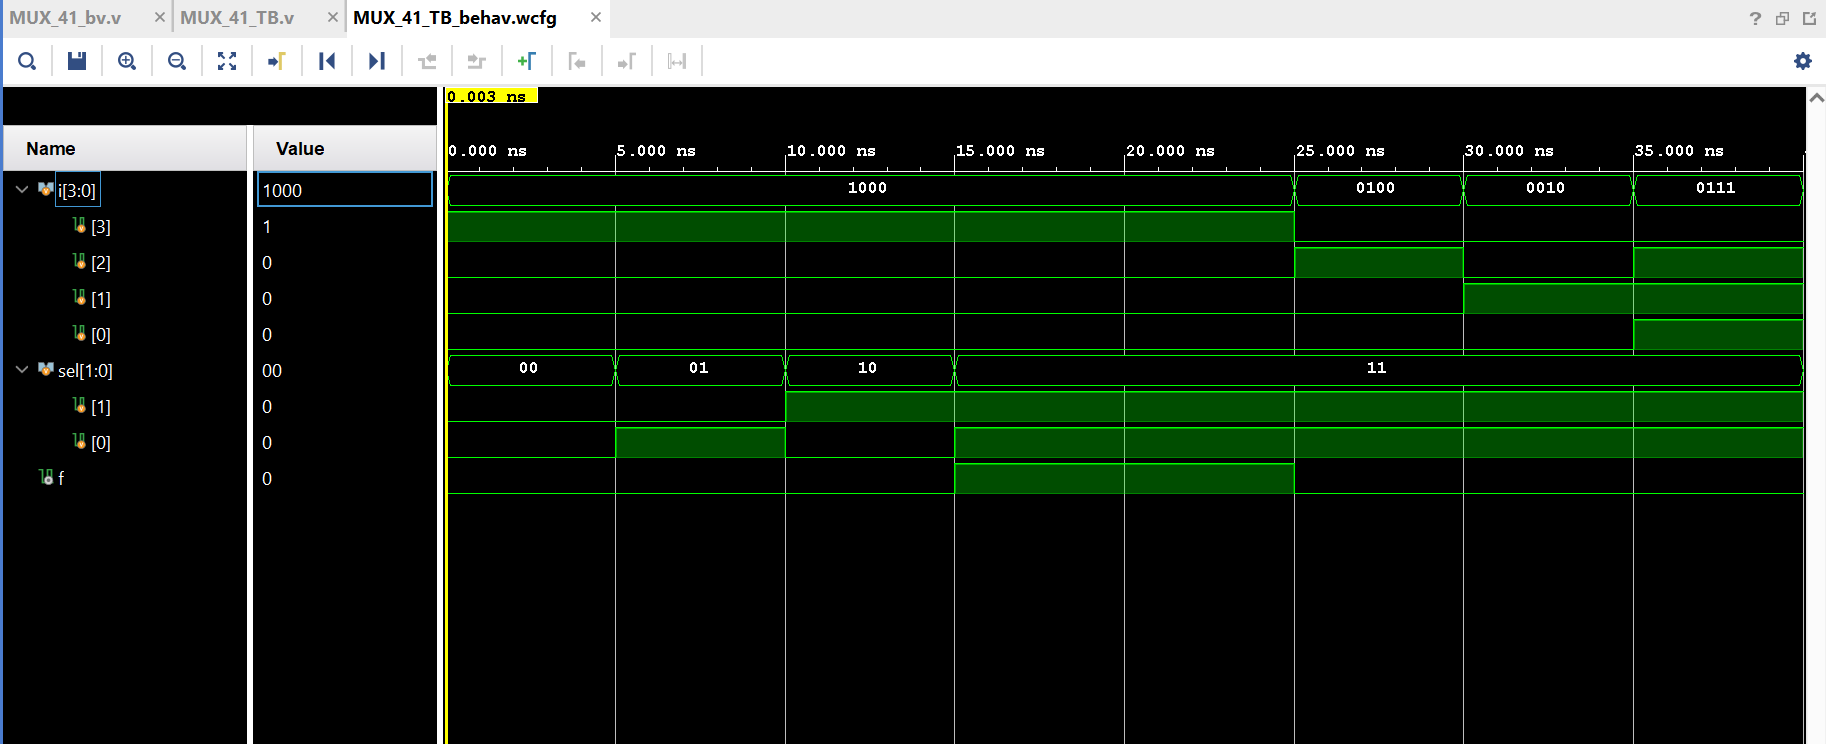 MUX_41_bv.v × MUX_41_TB.v × MUX_41_TB_behav.wcfg × ?
0.003 ns
Name Value 0.000 ns 5.000 ns 10.000 ns 15.000 ns 20.000 ns 25.000 ns 30.000 ns 35.000 ns
i[3:0] 1000 1000 0100 0010 0111
[3] 1
[2] 0
[1] 0
[0] 0
sel[1:0] 00 00 01 10 11
[1] 0
[0] 0
f 0